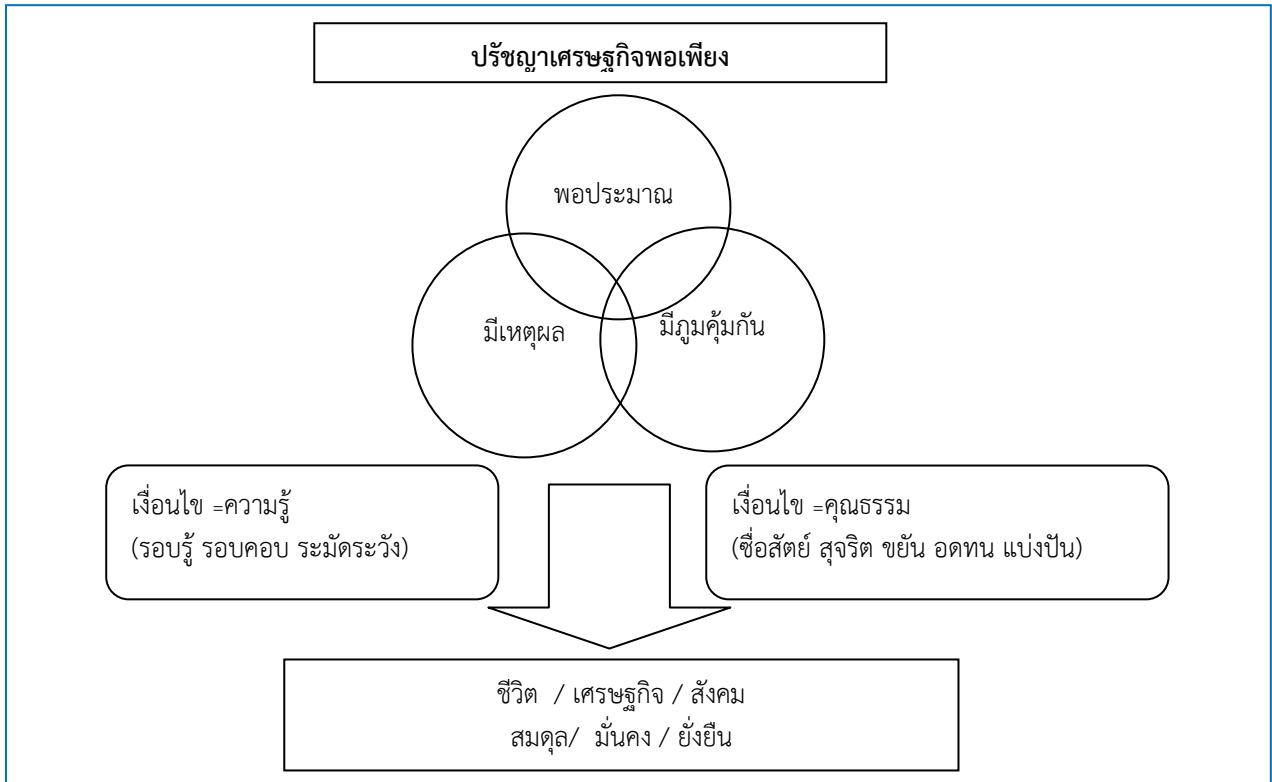 ปรัชญาเศรษฐกิจพอเพียง
พอประมาณ
มีเหตุผล
มีภูมคุ้มกัน
เงื่อนไข =ความรู้
(รอบรู้ รอบคอบ ระมัดระวัง)
เงื่อนไข =คุณธรรม
(ซื่อสัตย์ สุจริต ขยัน อดทน แบ่งปัน)
ชีวิต / เศรษฐกิจ / สังคม
สมดุล/ มั่นคง / ยั่งยืน